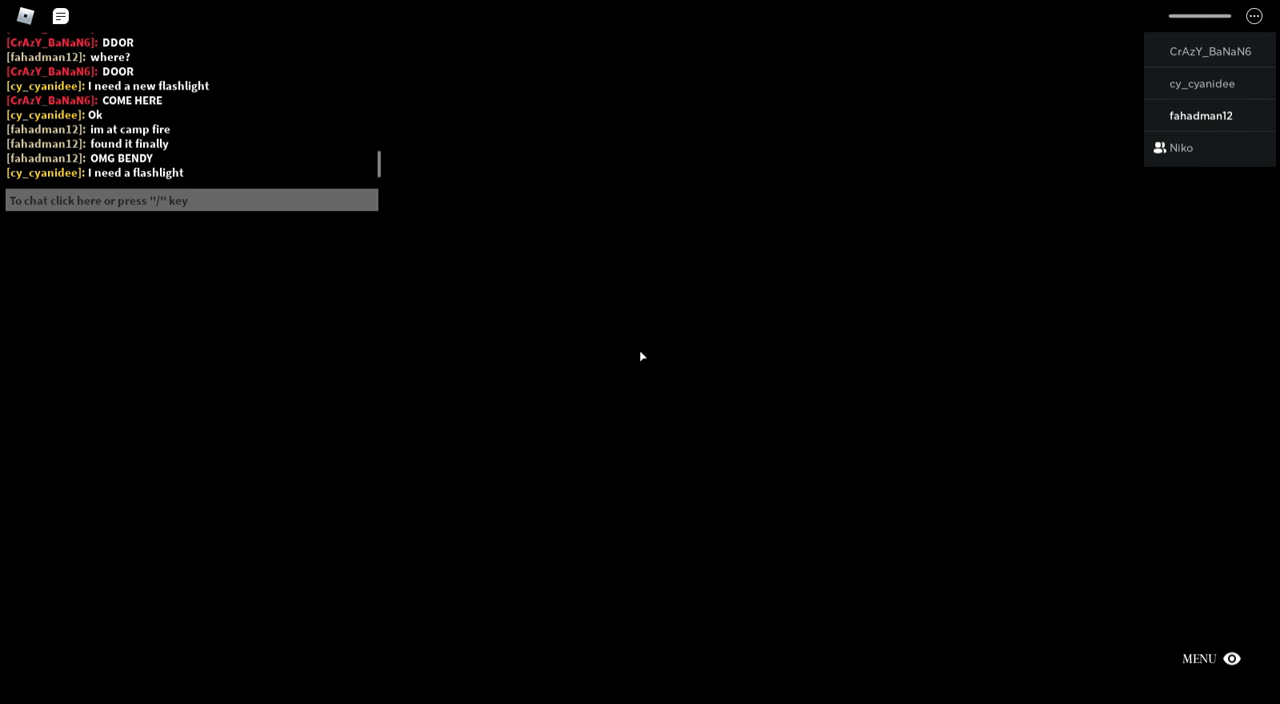 [CrAzY_BaNaN6]: DDOR
[fahadman12]: where?
[CrAzY_BaNaN6]: DOOR
[cy_cyanidee]: I need a new flashlight
[CrAzY_BaNaN6]: COME HERE
[cy_cyanidee]: Ok
[fahadman12]: im at camp fire
[fahadman12]: found it finally
[fahadman12]: OMG BENDY
[cy_cyanidee]: I need a flashlight
To chat click here or press "/" key
CrAzY_BaNaN6
cy_cyanidee
fahadman12
Niko
MENU